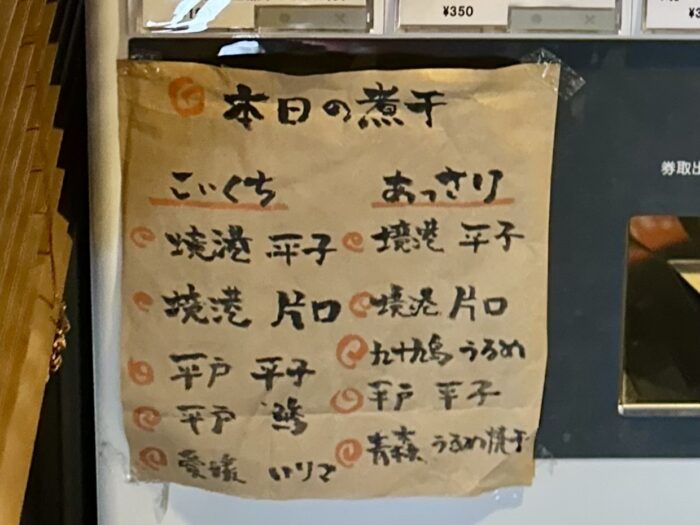 ¥350
本日の煮干
こいくち
境港 平子
境港 片口
平戸 平子
平戸 鯵
愛媛 いりこ
あっさり
境港 平子
境港 片口
九十九島 うるめ
平戸 平子
青森 うるめ焼干
券取出